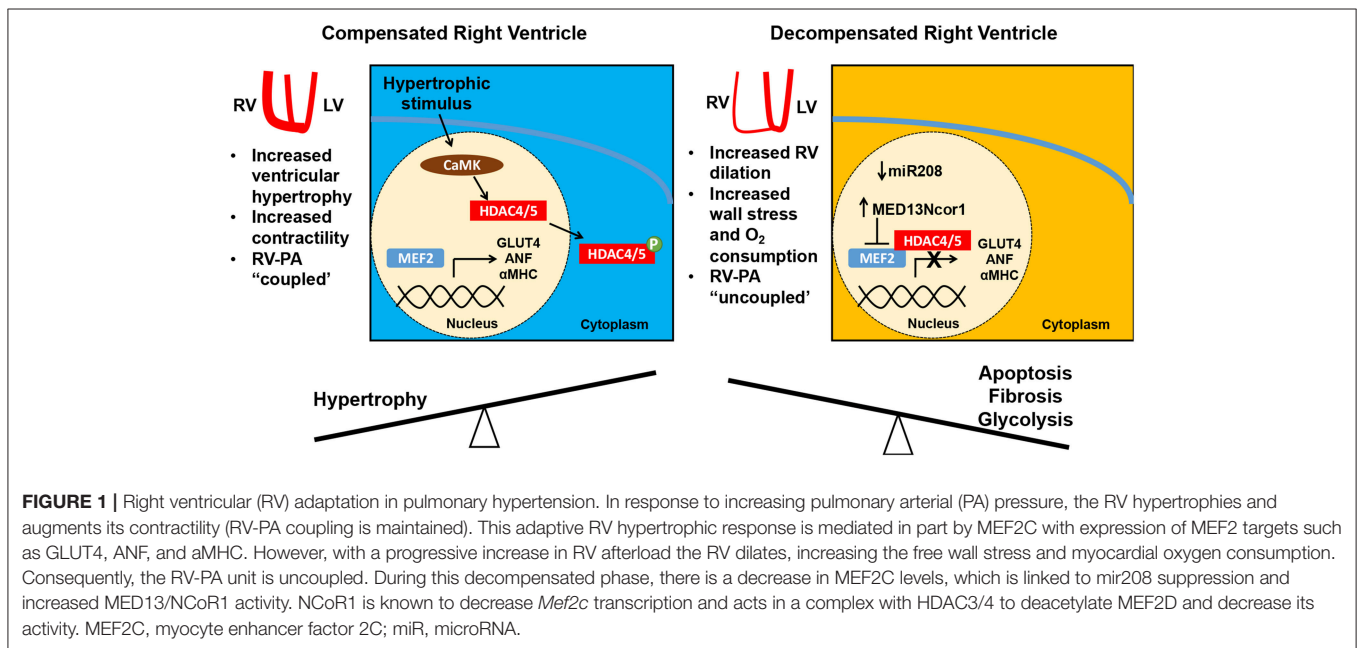 Compensated Right Ventricle
RV
LV
• Increased
ventricular
hypertrophy
• Increased
contractility
• RV-PA
“coupled’
Hypertrophic
stimulus
CaMK
HDAC4/5
HDAC4/5
P
MEF2
GLUT4
ANF
αMHC
Nucleus
Cytoplasm
Hypertrophy
Decompensated Right Ventricle
RV
LV
• Increased RV
dilation
• Increased
wall stress
and O₂
consumption
• RV-PA
“uncoupled’
↓miR208
↑ MED13Ncor1
HDAC4/5
MEF2
X
GLUT4
ANF
αMHC
Nucleus
Cytoplasm
Apoptosis
Fibrosis
Glycolysis
FIGURE 1 | Right ventricular (RV) adaptation in pulmonary hypertension. In response to increasing pulmonary arterial (PA) pressure, the RV hypertrophies and
augments its contractility (RV-PA coupling is maintained). This adaptive RV hypertrophic response is mediated in part by MEF2C with expression of MEF2 targets such
as GLUT4, ANF, and aMHC. However, with a progressive increase in RV afterload the RV dilates, increasing the free wall stress and myocardial oxygen consumption.
Consequently, the RV-PA unit is uncoupled. During this decompensated phase, there is a decrease in MEF2C levels, which is linked to mir208 suppression and
increased MED13/NCoR1 activity. NCoR1 is known to decrease Mef2c transcription and acts in a complex with HDAC3/4 to deacetylate MEF2D and decrease its
activity. MEF2C, myocyte enhancer factor 2C; miR, microRNA.